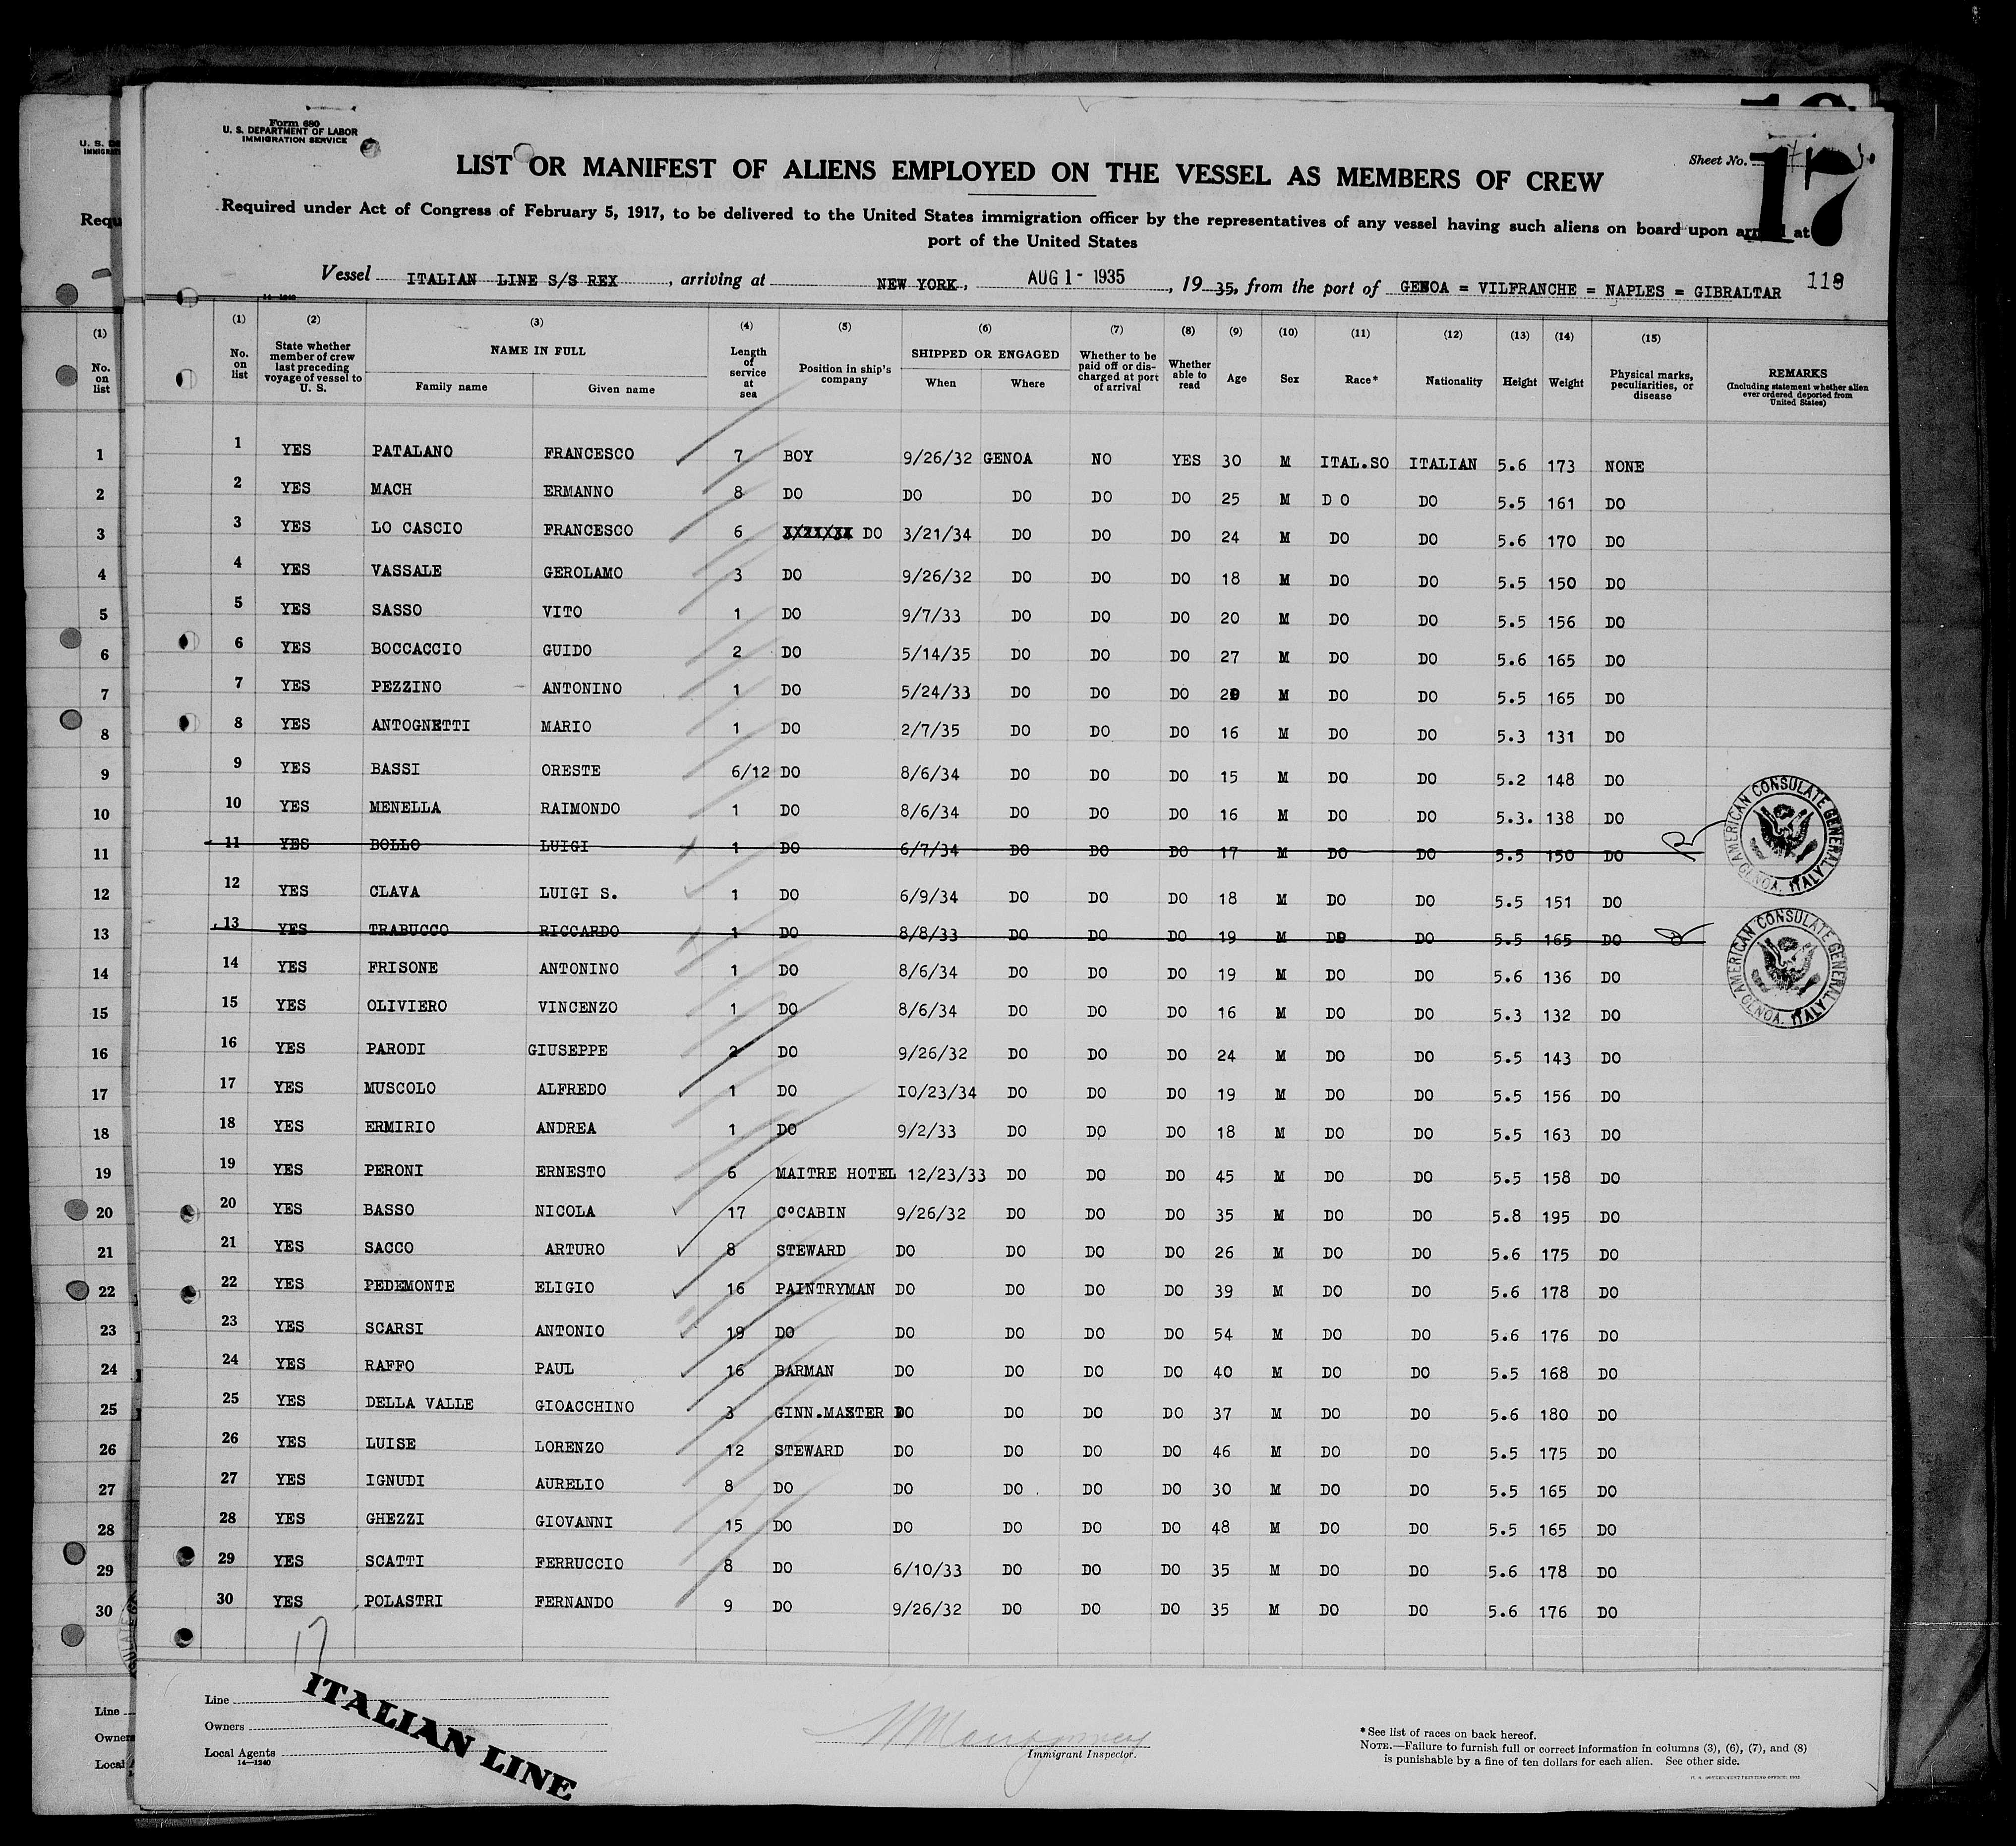 Form 680
U. S. DEPARTMENT OF LABOR
IMMIGRATION SERVICE
Sheet No.
17
LIST OR MANIFEST OF ALIENS EMPLOYED ON THE VESSEL AS MEMBERS OF CREW
Required under Act of Congress of February 5, 1917, to be delivered to the United States immigration officer by the representatives of any vessel having such aliens on board upon at
port of the United States
Vessel ITALIAN LINE S/S REX, arriving at NEW YORK, AUG 1 - 1935, 19 35, from the port of GENOA = VILFRANCHE = NAPLES = GIBRALTAR
14-1240
(1) (2) (3) (4) (5) (6) (7) (8) (9) (10) (11) (12) (13) (14) (15)
No. on list State whether member of crew last preceding voyage of vessel to U. S. NAME IN FULL Family name Given name Length of service at sea Position in ship's company SHIPPED OR ENGAGED When Where Whether to be paid off or discharged at port of arrival Whether able to read Age Sex Race* Nationality Height Weight Physical marks, peculiarities, or disease REMARKS (Including statement whether alien ever ordered deported from United States)
1 YES PATALANO FRANCESCO 7 BOY 9/26/32 GENOA NO YES 30 M ITAL.SO ITALIAN 5.6 173 NONE
2 YES MACH ERMANNO 8 DO DO DO DO DO 25 M D O DO 5.5 161 DO
3 YES LO CASCIO FRANCESCO 6 DO 3/21/34 DO DO DO 24 M DO DO 5.6 170 DO
4 YES VASSALE GEROLAMO 3 DO 9/26/32 DO DO DO 18 M DO DO 5.5 150 DO
5 YES SASSO VITO 1 DO 9/7/33 DO DO DO 20 M DO DO 5.5 156 DO
6 YES BOCCACCIO GUIDO 2 DO 5/14/35 DO DO DO 27 M DO DO 5.6 165 DO
7 YES PEZZINO ANTONINO 1 DO 5/24/33 DO DO DO M DO DO 5.5 165 DO
8 YES ANTOGNETTI MARIO 1 DO 2/7/35 DO DO DO 16 M DO DO 5.3 131 DO
9 YES BASSI ORESTE 6/12 DO 8/6/34 DO DO DO 15 M DO DO 5.2 148 DO
10 YES MENELLA RAIMONDO 1 DO 8/6/34 DO DO DO 16 M DO DO 5.3. 138 DO
11 YES BOLLO LUIGI 1 DO 6/7/34 DO DO DO 17 M DO DO 5.5 150 DO
12 YES CLAVA LUIGI S. 1 DO 6/9/34 DO DO DO 18 M DO DO 5.5 151 DO
13 YES TRABUCCO RICCARDO 1 DO 8/8/33 DO DO DO 19 M DO DO 5.5 165 DO
14 YES FRISONE ANTONINO 1 DO 8/6/34 DO DO DO 19 M DO DO 5.6 136 DO
15 YES OLIVIERO VINCENZO 1 DO 8/6/34 DO DO DO 16 M DO DO 5.3 132 DO
16 YES PARODI GIUSEPPE 2 DO 9/26/32 DO DO DO 24 M DO DO 5.5 143 DO
17 YES MUSCOLO ALFREDO 1 DO 10/23/34 DO DO DO 19 M DO DO 5.5 156 DO
18 YES ERMIRIO ANDREA 1 DO 9/2/33 DO DO DO 18 M DO DO 5.5 163 DO
19 YES PERONI ERNESTO 6 MAITRE HOTEL 12/23/33 DO DO DO 45 M DO DO 5.5 158 DO
20 YES BASSO NICOLA 17 CºCABIN 9/26/32 DO DO DO 35 M DO DO 5.8 195 DO
21 YES SACCO ARTURO 8 STEWARD DO DO DO DO 26 M DO DO 5.6 175 DO
22 YES PEDEMONTE ELIGIO 16 PAINTRYMAN DO DO DO DO 39 M DO DO 5.6 178 DO
23 YES SCARSI ANTONIO 19 DO DO DO DO DO 54 M DO DO 5.6 176 DO
24 YES RAFFO PAUL 16 BARMAN DO DO DO DO 40 M DO DO 5.5 168 DO
25 YES DELLA VALLE GIOACCHINO 3 GINN.MASTER DO DO DO DO 37 M DO DO 5.6 180 DO
26 YES LUISE LORENZO 12 STEWARD DO DO DO DO 46 M DO DO 5.5 175 DO
27 YES IGNUDI AURELIO 8 DO DO DO DO DO 30 M DO DO 5.5 165 DO
28 YES GHEZZI GIOVANNI 15 DO DO DO DO DO 48 M DO DO 5.5 165 DO
29 YES SCATTI FERRUCCIO 8 DO 6/10/33 DO DO DO 35 M DO DO 5.6 178 DO
30 YES POLASTRI FERNANDO 9 DO 9/26/32 DO DO DO 35 M DO DO 5.6 176 DO
AMERICAN CONSULATE GENERAL GENOA, ITALY
AMERICAN CONSULATE GENERAL GENOA, ITALY
17
Line
Owners
Local Agents
14-1240
ITALIAN LINE
Immigrant Inspector.
*See list of races on back hereof.
NOTE.—Failure to furnish full or correct information in columns (3), (6), (7), and (8)
is punishable by a fine of ten dollars for each alien. See other side.
U. S. GOVERNMENT PRINTING OFFICE: 1932